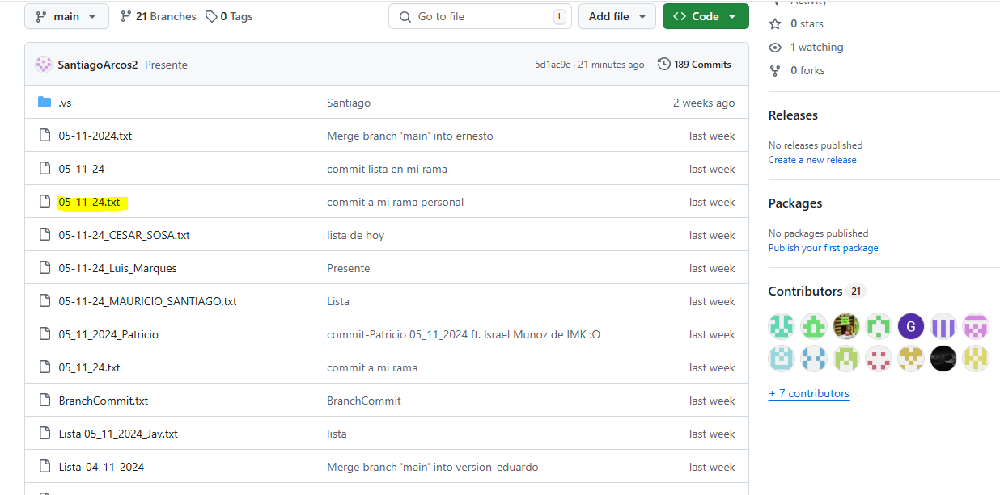 main 21 Branches 0 Tags Go to file t Add file Code
Activity
0 stars
1 watching
0 forks
SantiagoArcos2 Presente 5d1ac9e · 21 minutes ago 189 Commits
.vs Santiago 2 weeks ago
05-11-2024.txt Merge branch 'main' into ernesto last week
05-11-24 commit lista en mi rama last week
05-11-24.txt commit a mi rama personal last week
05-11-24_CESAR_SOSA.txt lista de hoy last week
05-11-24_Luis_Marques Presente last week
05-11-24_MAURICIO_SANTIAGO.txt Lista last week
05_11_2024_Patricio commit-Patricio 05_11_2024 ft. Israel Munoz de IMK :O last week
05_11_24.txt commit a mi rama last week
BranchCommit.txt BranchCommit last week
Lista 05_11_2024_Jav.txt lista last week
Lista_04_11_2024 Merge branch 'main' into version_eduardo last week
Releases
No releases published
Create a new release
Packages
No packages published
Publish your first package
Contributors 21
G
+ 7 contributors